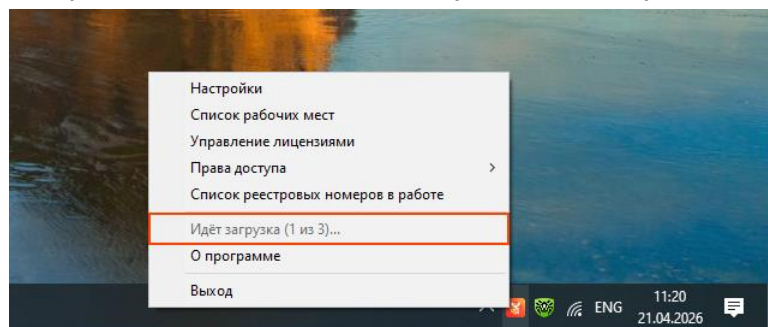 Настройки
Список рабочих мест
Управление лицензиями
Права доступа
Список реестровых номеров в работе
Идёт загрузка (1 из 3)...
О программе
Выход
ENG
11:20
21.04.2026